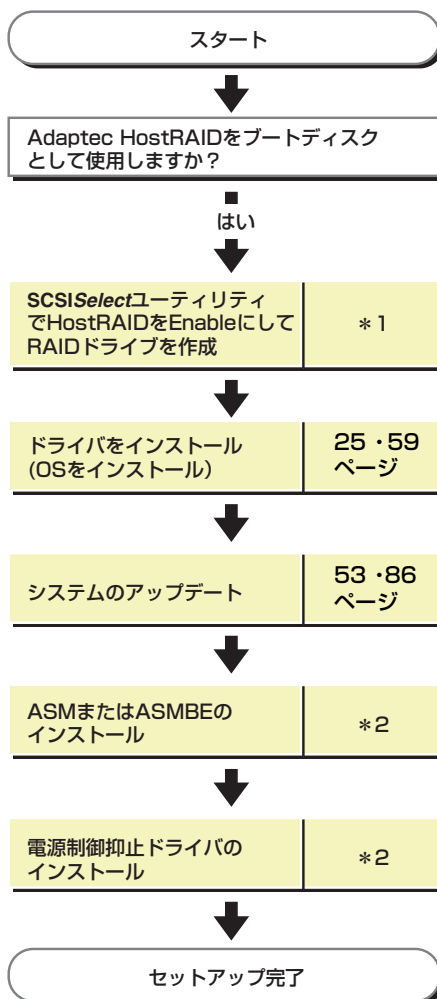 スタート
Adaptec HostRAIDをブートディスク
として使用しますか？
はい
SCSISelectユーティリティ
でHostRAIDをEnableにして
RAIDドライブを作成
＊1
ドライバをインストール
(OSをインストール）
25・59
ページ
システムのアップデート
53・86
ページ
ASMまたはASMBEの
インストール
＊2
電源制御抑止ドライバの
インストール
＊2
セットアップ完了